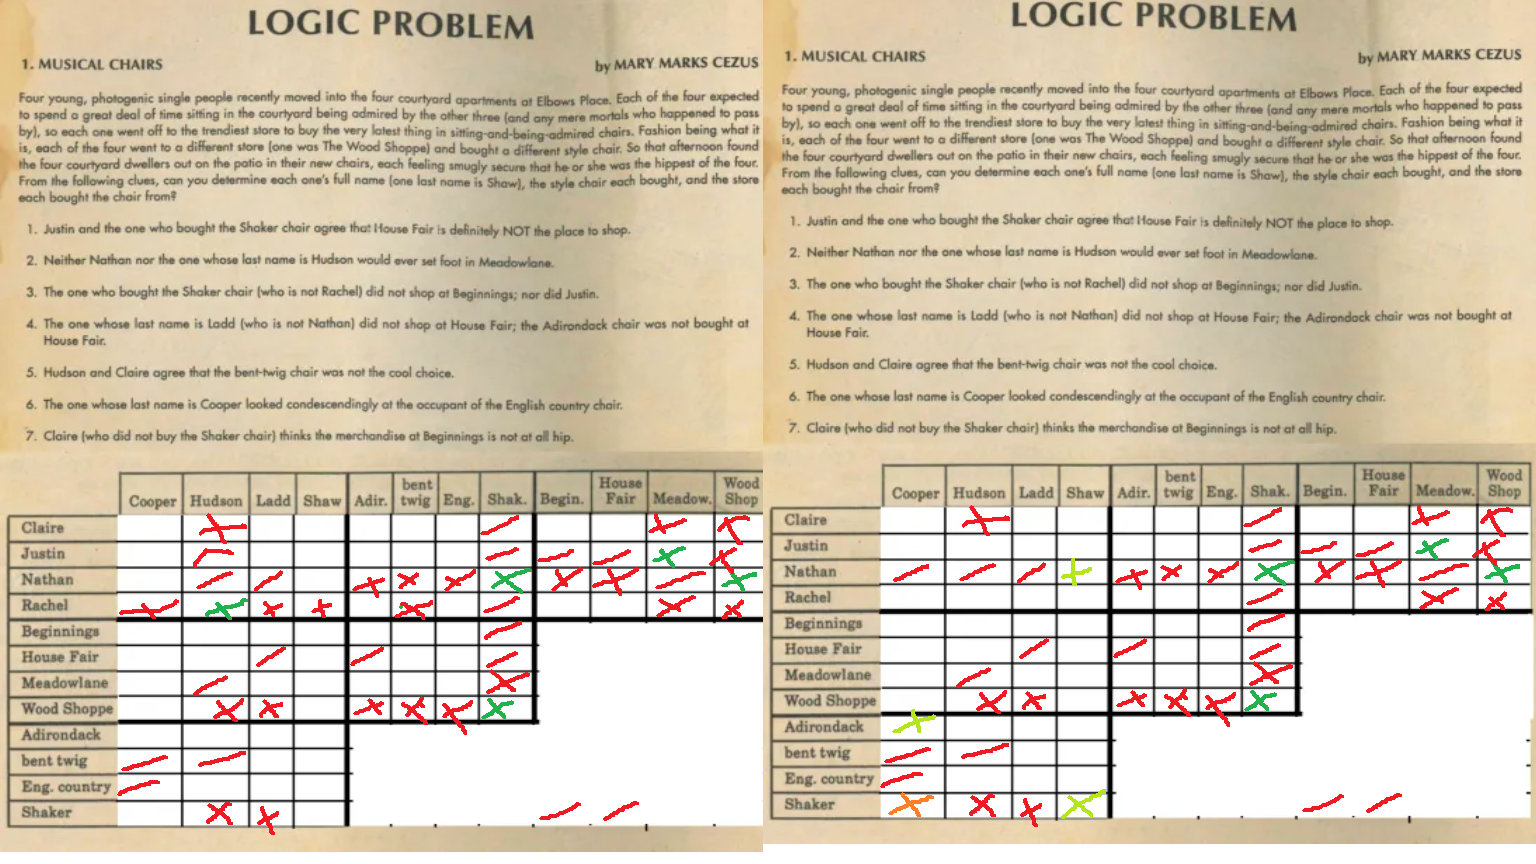 LOGIC PROBLEM
1. MUSICAL CHAIRS
by MARY MARKS CEZUS
Four young, photogenic single people recently moved into the four courtyard apartments at Elbows Place. Each of the four expected
to spend a great deal of time sitting in the courtyard being admired by the other three (and any mere mortals who happened to pass
by), so each one went off to the trendiest store to buy the very latest thing in sitting-and-being-admired chairs. Fashion being what it
is, each of the four went to a different store (one was The Wood Shoppe) and bought a different style chair. So that afternoon found
the four courtyard dwellers out on the patio in their new chairs, each feeling smugly secure that he or she was the hippest of the four.
From the following clues, can you determine each one's full name (one last name is Shaw), the style chair each bought, and the store
each bought the chair from?
1. Justin and the one who bought the Shaker chair agree that House Fair is definitely NOT the place to shop.
2. Neither Nathan nor the one whose last name is Hudson would ever set foot in Meadowlane.
3. The one who bought the Shaker chair (who is not Rachel) did not shop at Beginnings; nor did Justin.
4. The one whose last name is Ladd (who is not Nathan) did not shop at House Fair; the Adirondack chair was not bought at
House Fair.
5. Hudson and Claire agree that the bent-twig chair was not the cool choice.
6. The one whose last name is Cooper looked condescendingly at the occupant of the English country chair.
7. Claire (who did not buy the Shaker chair) thinks the merchandise at Beginnings is not at all hip.
Cooper Hudson Ladd Shaw Adir. bent twig Eng. Shak. Begin. House Fair Meadow. Wood Shop
Claire
Justin
Nathan
Rachel
Beginnings
House Fair
Meadowlane
Wood Shoppe
Adirondack
bent twig
Eng. country
Shaker
LOGIC PROBLEM
1. MUSICAL CHAIRS
by MARY MARKS CEZUS
Four young, photogenic single people recently moved into the four courtyard apartments at Elbows Place. Each of the four expected
to spend a great deal of time sitting in the courtyard being admired by the other three (and any mere mortals who happened to pass
by), so each one went off to the trendiest store to buy the very latest thing in sitting-and-being-admired chairs. Fashion being what it
is, each of the four went to a different store (one was The Wood Shoppe) and bought a different style chair. So that afternoon found
the four courtyard dwellers out on the patio in their new chairs, each feeling smugly secure that he or she was the hippest of the four.
From the following clues, can you determine each one's full name (one last name is Shaw), the style chair each bought, and the store
each bought the chair from?
1. Justin and the one who bought the Shaker chair agree that House Fair is definitely NOT the place to shop.
2. Neither Nathan nor the one whose last name is Hudson would ever set foot in Meadowlane.
3. The one who bought the Shaker chair (who is not Rachel) did not shop at Beginnings; nor did Justin.
4. The one whose last name is Ladd (who is not Nathan) did not shop at House Fair; the Adirondack chair was not bought at
House Fair.
5. Hudson and Claire agree that the bent-twig chair was not the cool choice.
6. The one whose last name is Cooper looked condescendingly at the occupant of the English country chair.
7. Claire (who did not buy the Shaker chair) thinks the merchandise at Beginnings is not at all hip.
Cooper Hudson Ladd Shaw Adir. bent twig Eng. Shak. Begin. House Fair Meadow. Wood Shop
Claire
Justin
Nathan
Rachel
Beginnings
House Fair
Meadowlane
Wood Shoppe
Adirondack
bent twig
Eng. country
Shaker